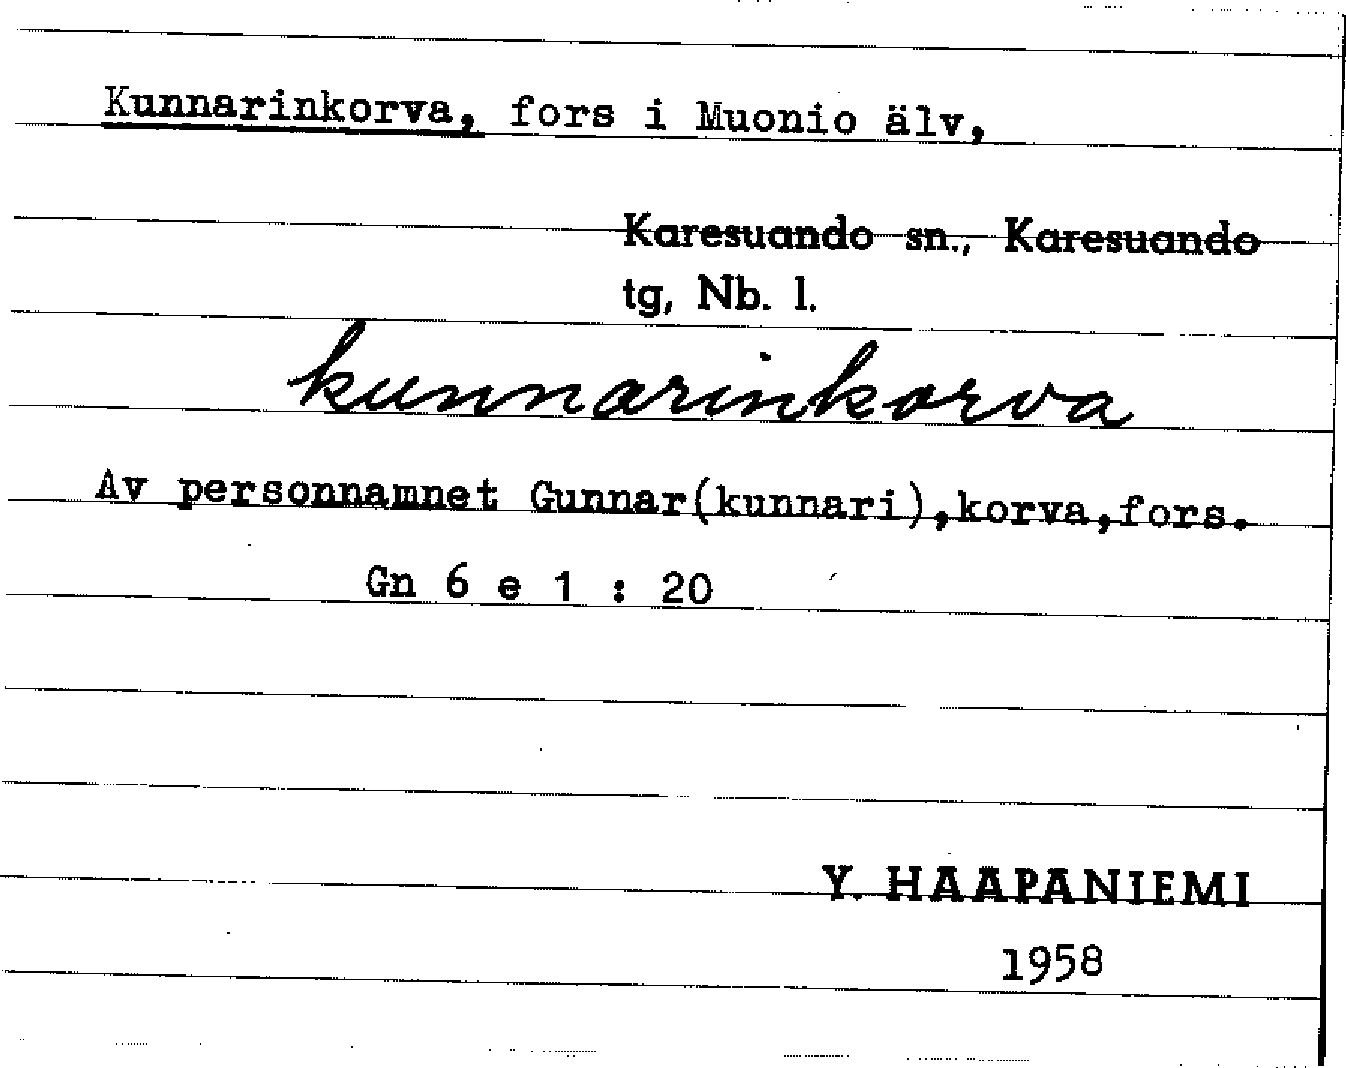 Kunnarinkorva, fors i Muonio älv,
Karesuando sn., Karesuando
tg, Nb. l.
kunnarinkorva
Av personnamnet Gunnar(kunnari),korva,fors.
Gn 6 e 1 : 20
Y. HAAPANIEMI
1958